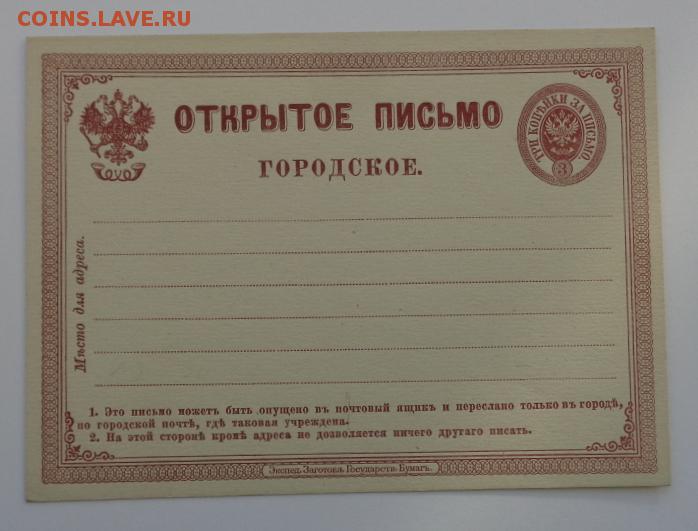 COINS.LAVE.RU
ОТКРЫТОЕ ПИСЬМО
ГОРОДСКОЕ.
ТРИ КОПѢЙКИ ЗА ПИСЬМО.
3
Мѣсто для адреса.
1. Это письмо можетъ быть опущено въ почтовый ящикъ и переслано только въ городѣ,
по городской почтѣ, гдѣ таковая учреждена.
2. На этой сторонѣ кромѣ адреса не дозволяется ничего другаго писать.
Экспед. Заготовл. Государств. Бумагъ.